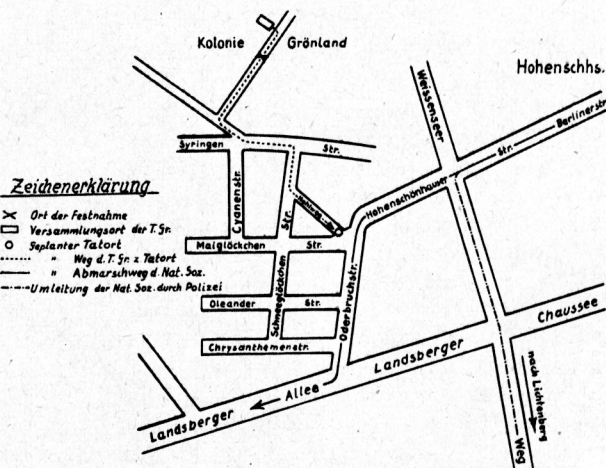 Kolonie Grönland
Hohenschhs.
Weissenseer
Berlinerstr.
Syringen Str.
Str.
Hohenschönhauser
Zeichenerklärung
Ort der Festnahme
Versammlungsort der T. Gr.
Geplanter Tatort
" Weg d. T. Gr. z Tatort
" Abmarschweg d. Nat. Soz.
Umleitung der Nat. Soz. durch Polizei
Cyanenstr.
Str.
Maiglöckchen Str.
Schneeglöckchen
Oderbruchstr.
Oleander Str.
Chrysanthemenstr.
Landsberger Chaussee
Landsberger Allee
nach Lichtenberg
Weg